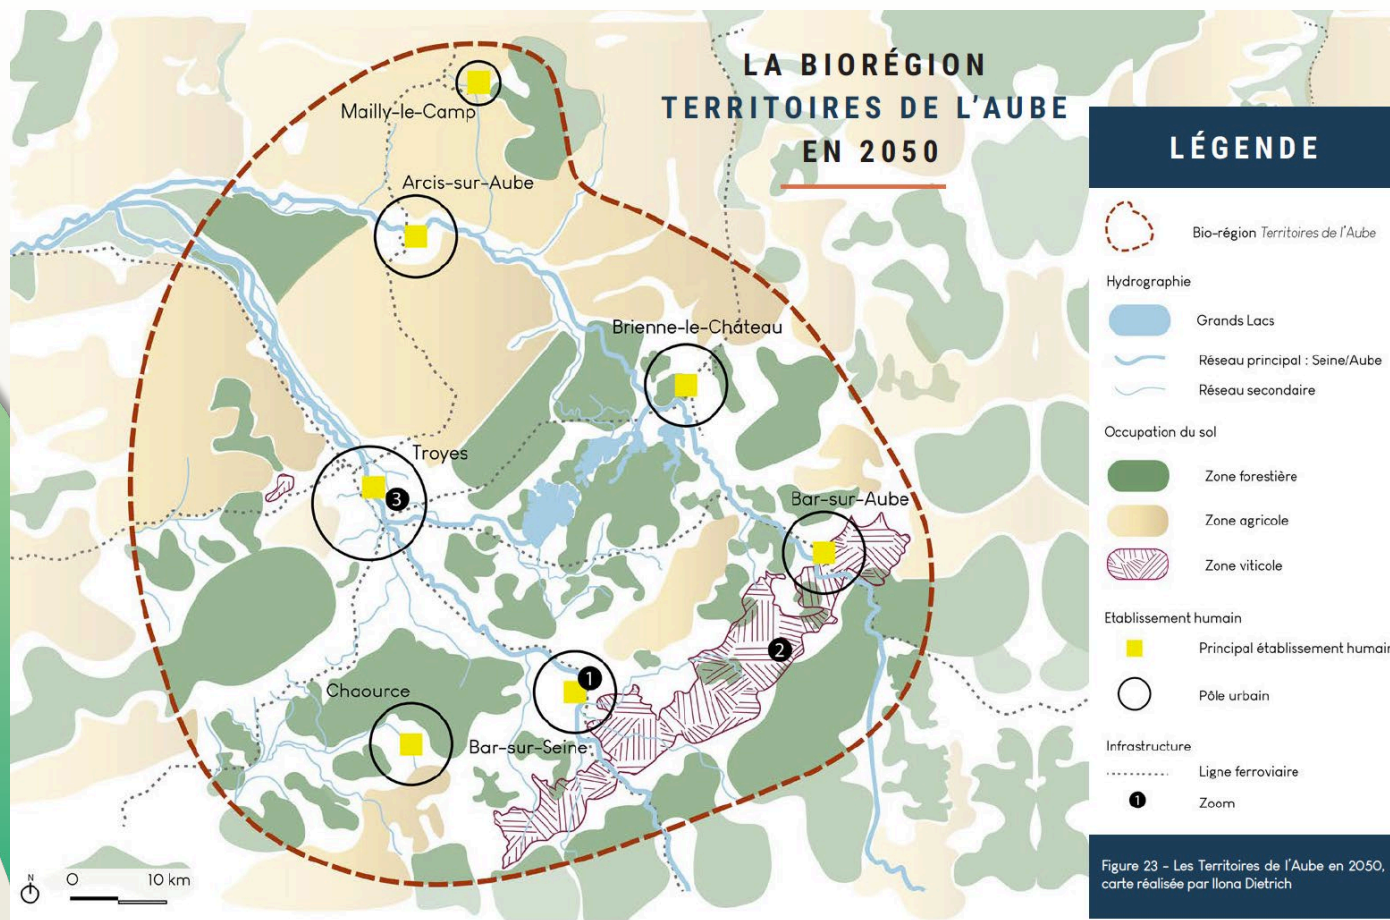 LA BIORÉGION
TERRITOIRES DE L'AUBE
EN 2050
Mailly-le-Camp
Arcis-sur-Aube
Brienne-le-Château
Troyes
3
Bar-sur-Aube
2
1
Chaource
Bar-sur-Seine
N
0 10 km
LÉGENDE
Bio-région Territoires de l'Aube
Hydrographie
Grands Lacs
Réseau principal : Seine/Aube
Réseau secondaire
Occupation du sol
Zone forestière
Zone agricole
Zone viticole
Etablissement humain
Principal établissement humain
Pôle urbain
Infrastructure
Ligne ferroviaire
1 Zoom
Figure 23 - Les Territoires de l'Aube en 2050,
carte réalisée par Ilona Dietrich